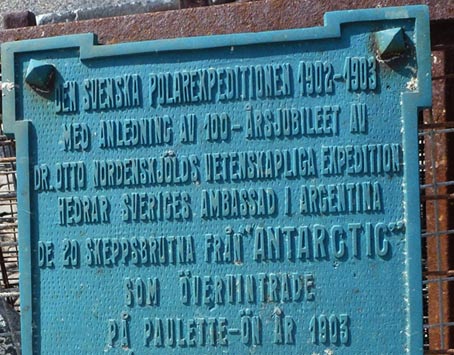 DEN SVENSKA POLAREXPEDITIONEN 1902-1903
MED ANLEDNING AV 100-ÅRSJUBILEET AV
DR. OTTO NORDENSKJÖLDS VETENSKAPLIGA EXPEDITION
HEDRAR SVERIGES AMBASSAD I ARGENTINA
DE 20 SKEPPSBRUTNA FRÅT "ANTARCTIC"
SOM ÖVERVINTRADE
PÅ PAULETTE-ÖN ÅR 1903